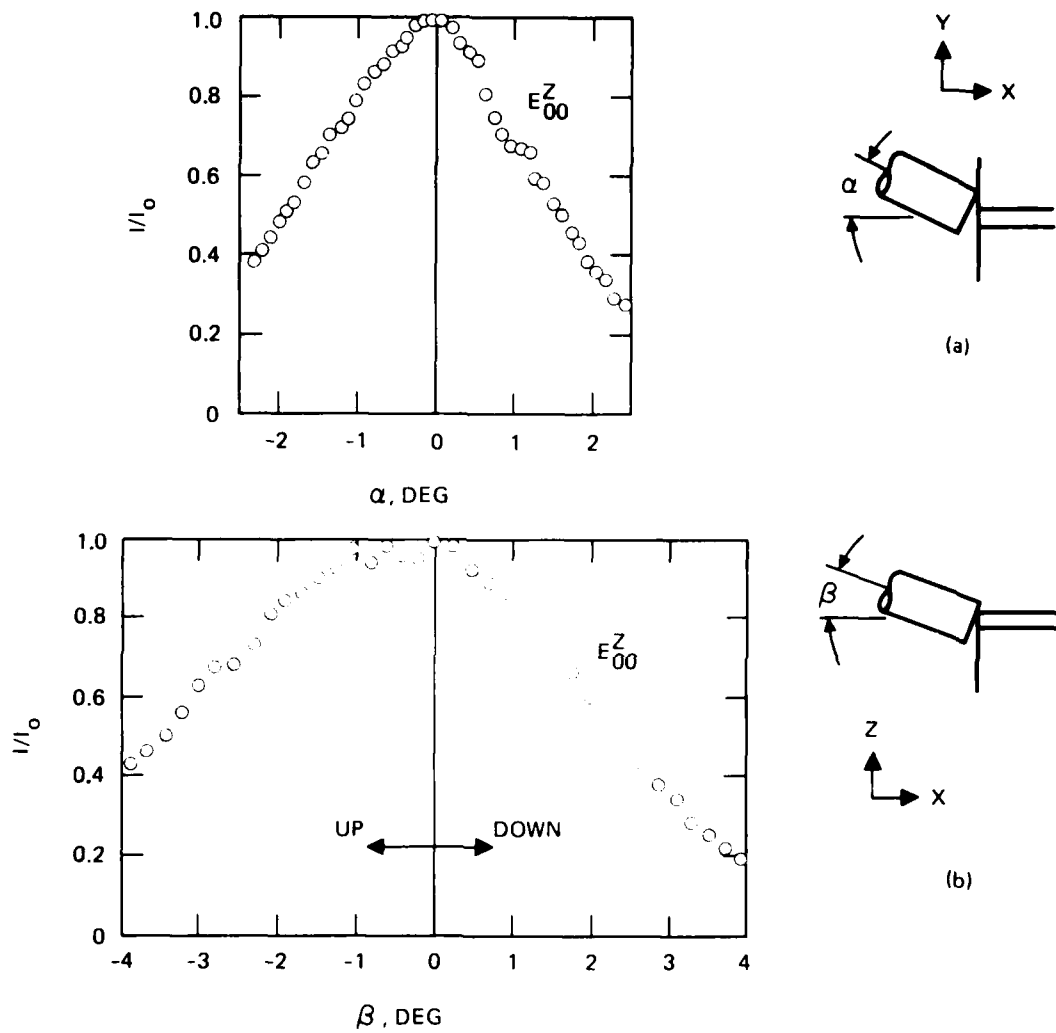 1.0
0.8
0.6
0.4
0.2
0
I/I₀
E^Z_00
-2 -1 0 1 2
α, DEG
Y
X
α
(a)
1.0
0.8
0.6
0.4
0.2
0
I/I₀
E^Z_00
UP DOWN
-4 -3 -2 -1 0 1 2 3 4
β, DEG
β
Z
X
(b)